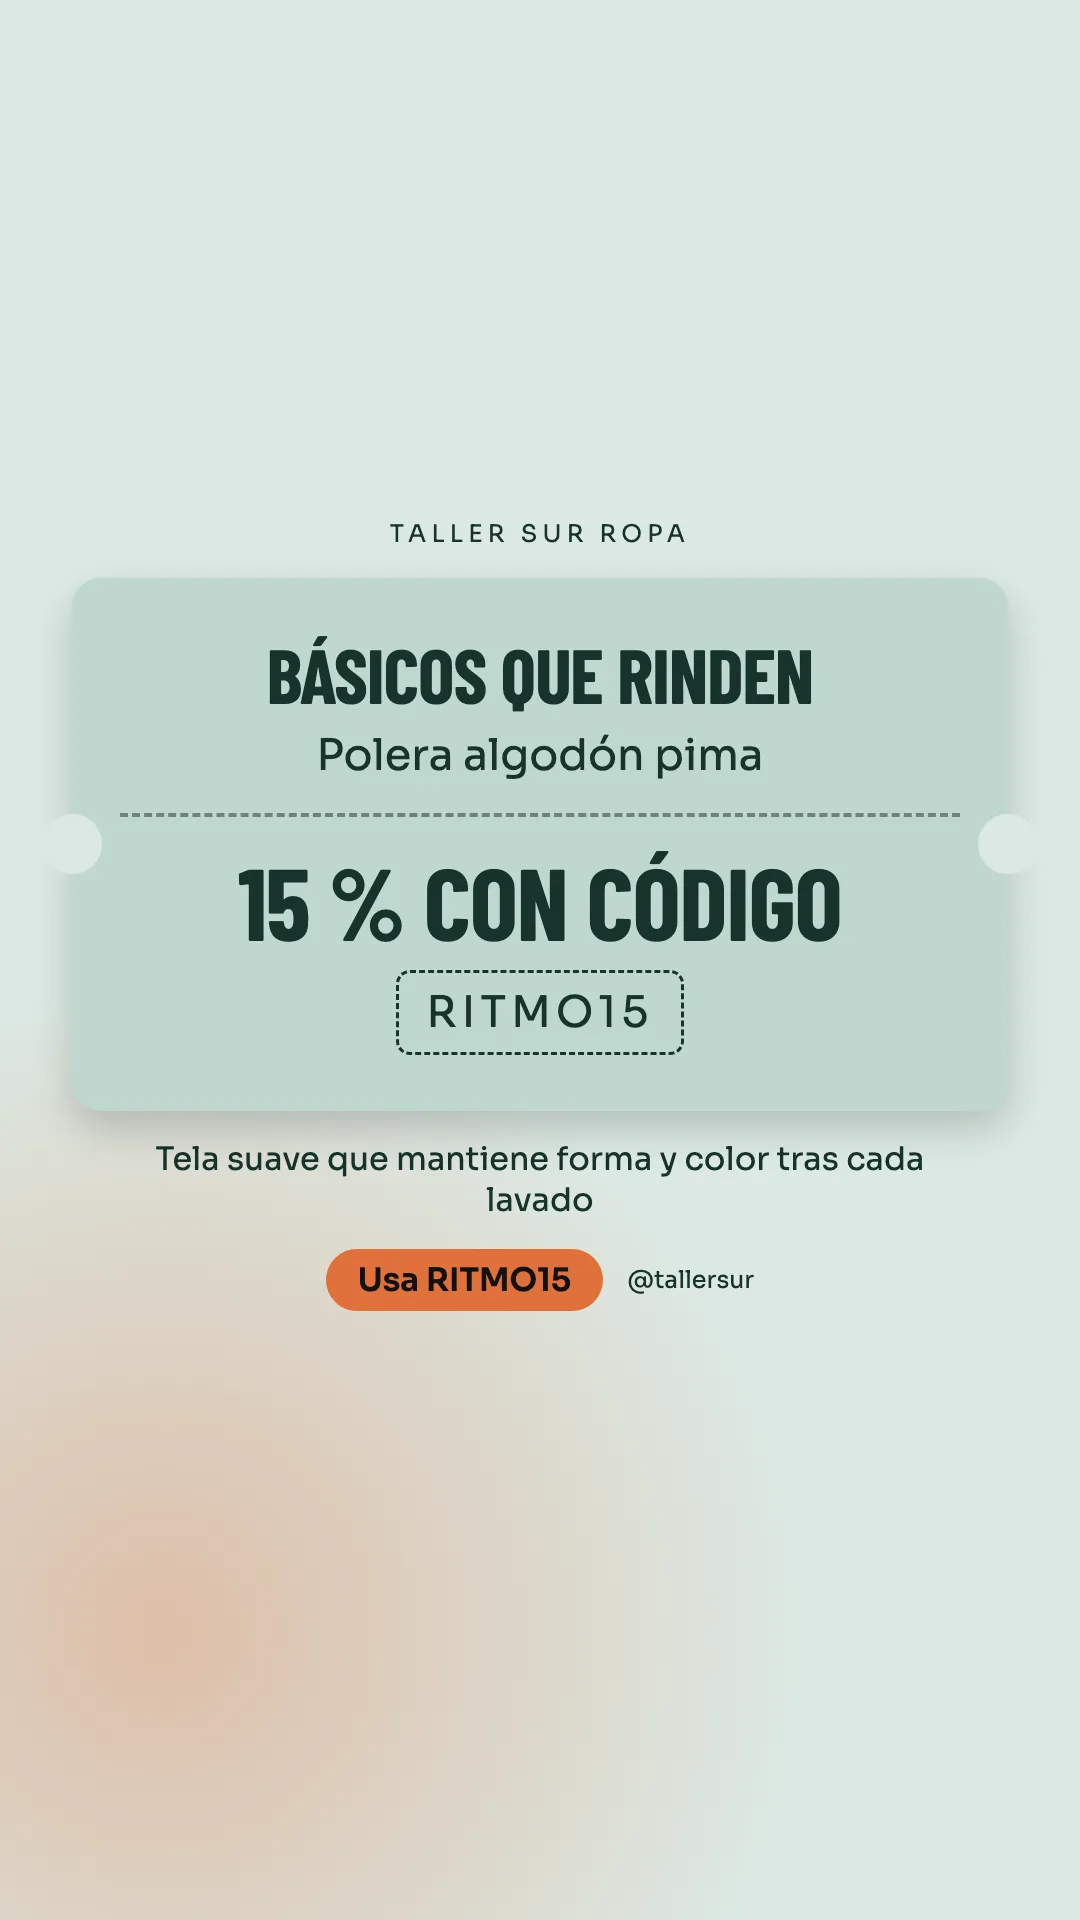 TALLER SUR ROPA
BÁSICOS QUE RINDEN
Polera algodón pima
15 % CON CÓDIGO
RITMO15
Tela suave que mantiene forma y color tras cada
lavado
Usa RITMO15
@tallersur